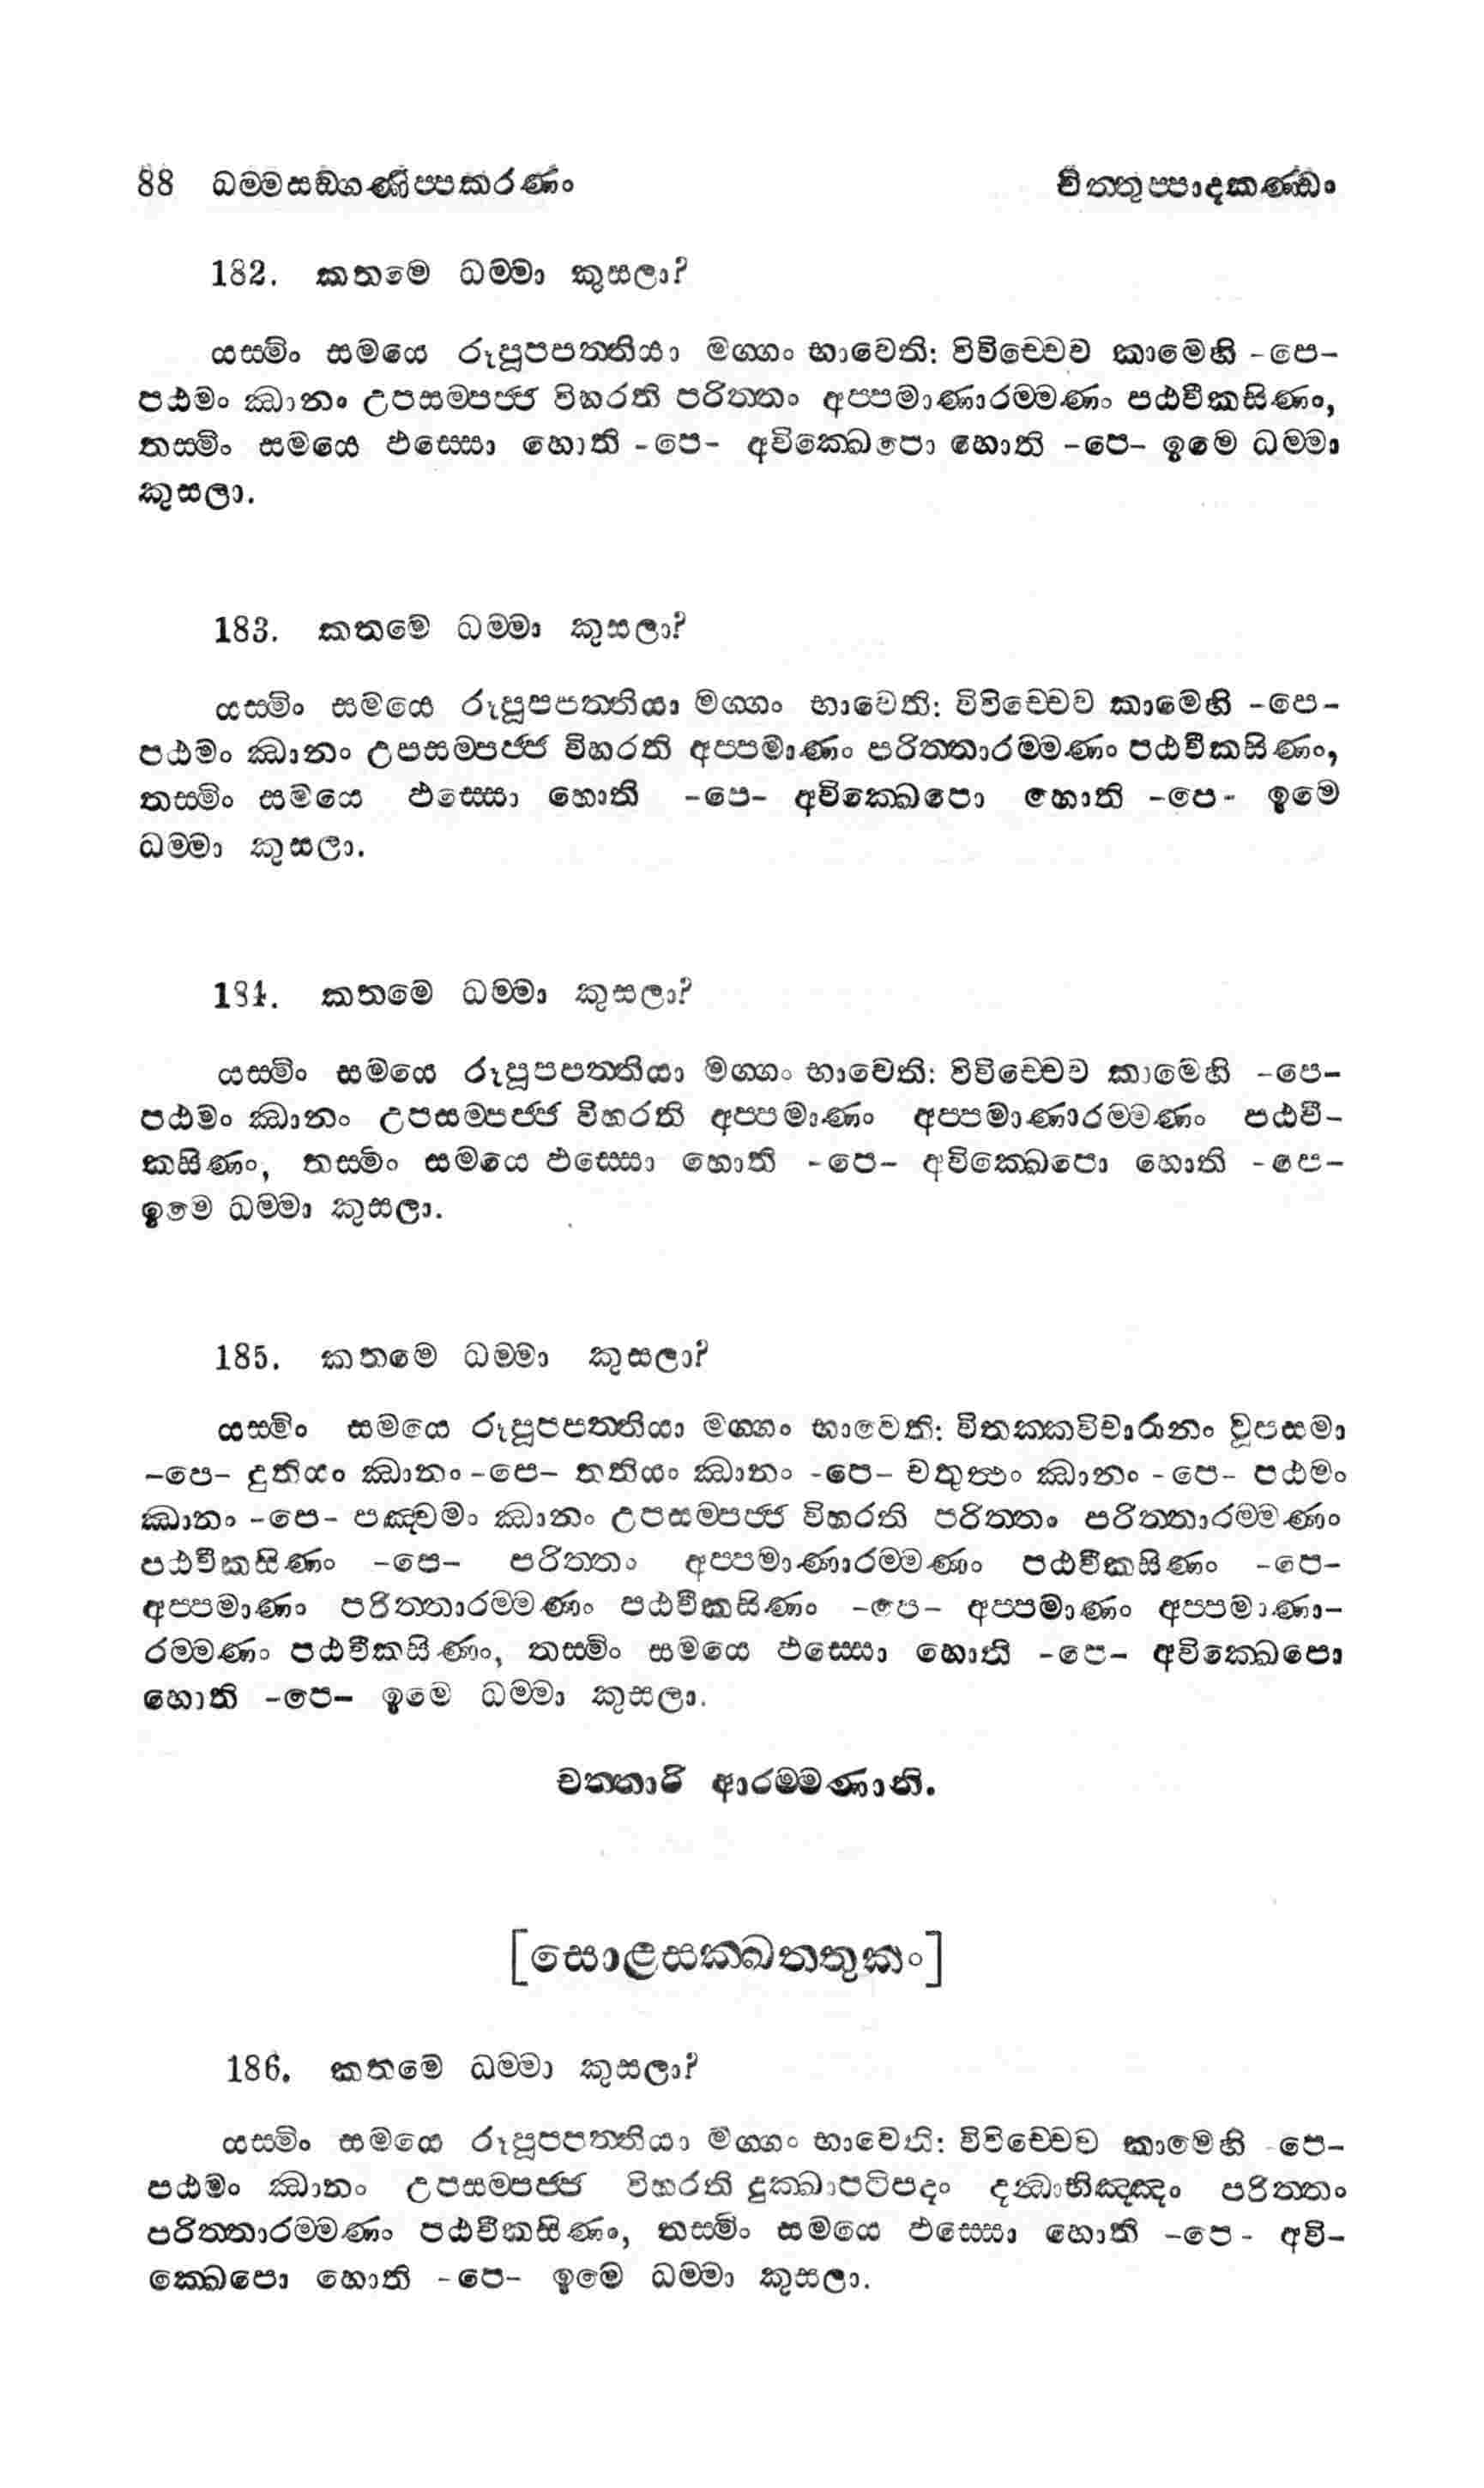 88 ධම්මසඞ්ගණිප්පකරණං චිත්තුප්පාදකණ්ඩං
182. කතමෙ ධම්මා කුසලා?
යස්මිං සමයෙ රූපූපපත්තියා මග්ගං භාවෙති: විවිච්චෙව කාමෙහි -පෙ-
පඨමං ඣානං උපසම්පජ්ජ විහරති පරිත්තං අප්පමාණාරම්මණං පඨවීකසිණං,
තස්මිං සමයෙ ඵස්සො හොති -පෙ- අවික්ඛෙපො හොති -පෙ- ඉමෙ ධම්මා
කුසලා.
183. කතමෙ ධම්මා කුසලා?
යස්මිං සමයෙ රූපූපපත්තියා මග්ගං භාවෙති: විවිච්චෙව කාමෙහි -පෙ-
පඨමං ඣානං උපසම්පජ්ජ විහරති අප්පමාණං පරිත්තාරම්මණං පඨවීකසිණං,
තස්මිං සමයෙ ඵස්සො හොති -පෙ- අවික්ඛෙපො හොති -පෙ- ඉමෙ
ධම්මා කුසලා.
184. කතමෙ ධම්මා කුසලා?
යස්මිං සමයෙ රූපූපපත්තියා මග්ගං භාවෙති: විවිච්චෙව කාමෙහි -පෙ-
පඨමං ඣානං උපසම්පජ්ජ විහරති අප්පමාණං අප්පමාණාරම්මණං පඨවී-
කසිණං, තස්මිං සමයෙ ඵස්සො හොති -පෙ- අවික්ඛෙපො හොති -පෙ-
ඉමෙ ධම්මා කුසලා.
185. කතමෙ ධම්මා කුසලා?
යස්මිං සමයෙ රූපූපපත්තියා මග්ගං භාවෙති: විතක්කවිචාරානං වූපසමා
-පෙ- දුතියං ඣානං -පෙ- තතියං ඣානං -පෙ- චතුත්ථං ඣානං -පෙ- පඨමං
ඣානං -පෙ- පඤ්චමං ඣානං උපසම්පජ්ජ විහරති පරිත්තං පරිත්තාරම්මණං
පඨවීකසිණං -පෙ- පරිත්තං අප්පමාණාරම්මණං පඨවීකසිණං -පෙ-
අප්පමාණං පරිත්තාරම්මණං පඨවීකසිණං -පෙ- අප්පමාණං අප්පමාණා-
රම්මණං පඨවීකසිණං, තස්මිං සමයෙ ඵස්සො හොති -පෙ- අවික්ඛෙපො
හොති -පෙ- ඉමෙ ධම්මා කුසලා.
චත්තාරි ආරම්මණානි.
[සොළසක්ඛත්තුකං]
186. කතමෙ ධම්මා කුසලා?
යස්මිං සමයෙ රූපූපපත්තියා මග්ගං භාවෙති: විවිච්චෙව කාමෙහි -පෙ-
පඨමං ඣානං උපසම්පජ්ජ විහරති දුක්ඛාපටිපදං දන්ධාභිඤ්ඤං පරිත්තං
පරිත්තාරම්මණං පඨවීකසිණං, තස්මිං සමයෙ ඵස්සො හොති -පෙ- අවි-
ක්ඛෙපො හොති -පෙ- ඉමෙ ධම්මා කුසලා.